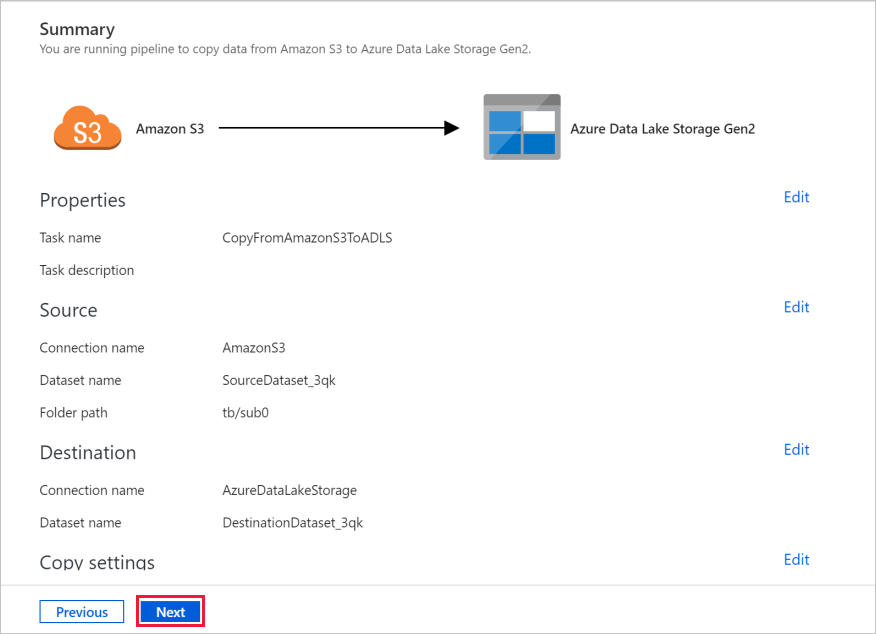 Summary
You are running pipeline to copy data from Amazon S3 to Azure Data Lake Storage Gen2.
S3 Amazon S3 Azure Data Lake Storage Gen2
Properties Edit
Task name CopyFromAmazonS3ToADLS
Task description
Source Edit
Connection name AmazonS3
Dataset name SourceDataset_3qk
Folder path tb/sub0
Destination Edit
Connection name AzureDataLakeStorage
Dataset name DestinationDataset_3qk
Copy settings Edit
Previous Next